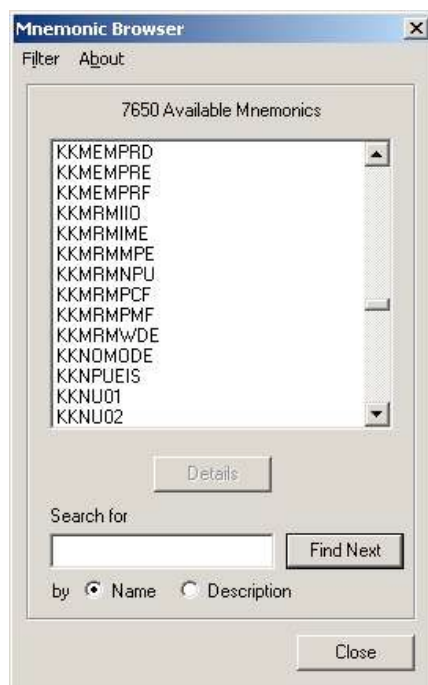 Mnemonic Browser
Filter About
7650 Available Mnemonics
KKMEMPRD
KKMEMPRE
KKMEMPRF
KKMRMIIO
KKMRMIME
KKMRMMPE
KKMRMNPU
KKMRMPCF
KKMRMPMF
KKMRMWDE
KKNOMODE
KKNPUEIS
KKNU01
KKNU02
Details
Search for
Find Next
by Name Description
Close